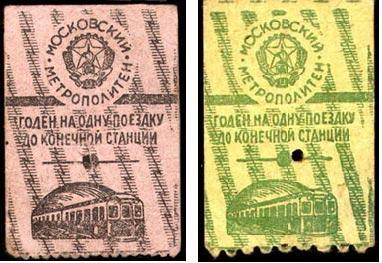 МОСКОВСКИЙ
МЕТРОПОЛИТЕН
ГОДЕН НА ОДНУ ПОЕЗДКУ
ДО КОНЕЧНОЙ СТАНЦИИ
МОСКОВСКИЙ
МЕТРОПОЛИТЕН
ГОДЕН НА ОДНУ ПОЕЗДКУ
ДО КОНЕЧНОЙ СТАНЦИИ